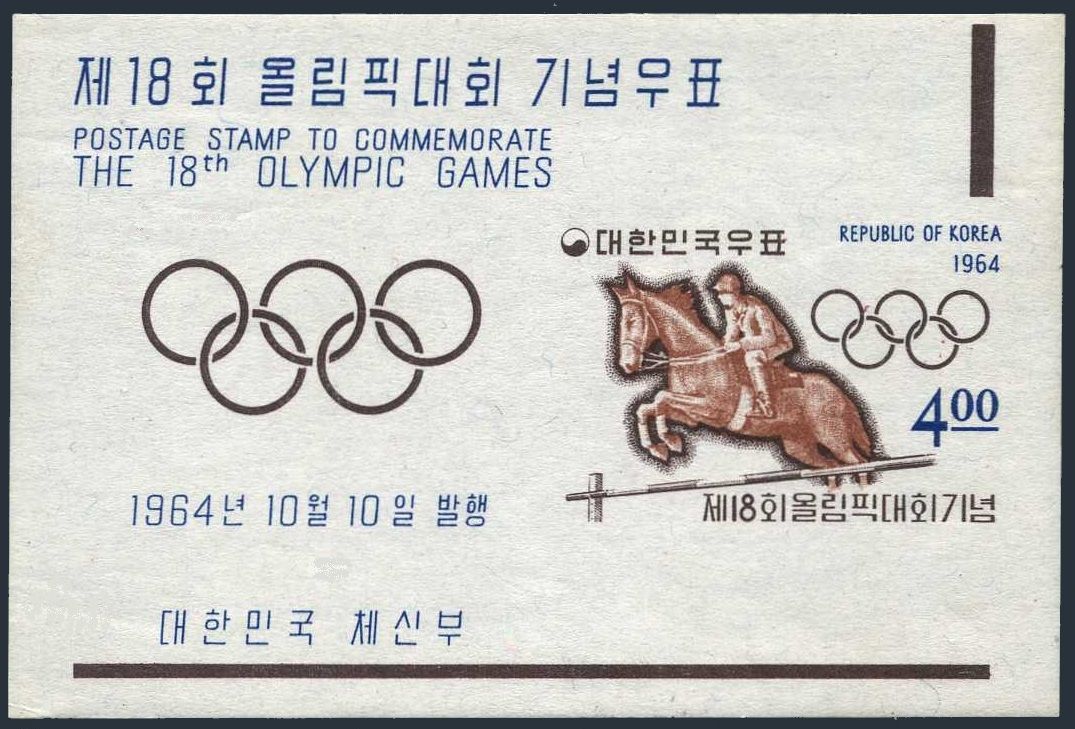 제18회 올림픽대회 기념우표
POSTAGE STAMP TO COMMEMORATE
THE 18th OLYMPIC GAMES
대한민국우표
REPUBLIC OF KOREA
1964
400
제18회올림픽대회기념
1964년 10월 10일 발행
대한민국 체신부